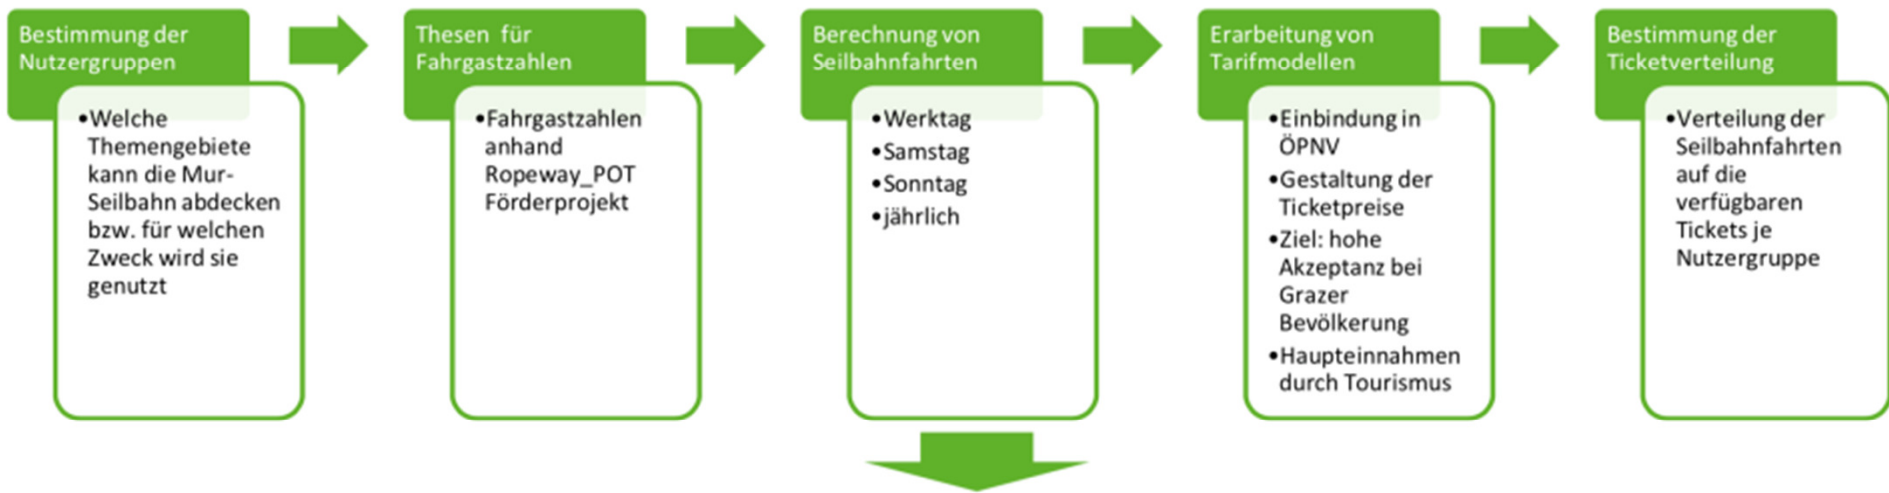 Bestimmung der
Nutzergruppen
•Welche
Themengebiete
kann die Mur-
Seilbahn abdecken
bzw. für welchen
Zweck wird sie
genutzt
Thesen für
Fahrgastzahlen
•Fahrgastzahlen
anhand
Ropeway_POT
Förderprojekt
Berechnung von
Seilbahnfahrten
•Werktag
•Samstag
•Sonntag
•jährlich
Erarbeitung von
Tarifmodellen
•Einbindung in
ÖPNV
•Gestaltung der
Ticketpreise
•Ziel: hohe
Akzeptanz bei
Grazer
Bevölkerung
•Haupteinnahmen
durch Tourismus
Bestimmung der
Ticketverteilung
•Verteilung der
Seilbahnfahrten
auf die
verfügbaren
Tickets je
Nutzergruppe